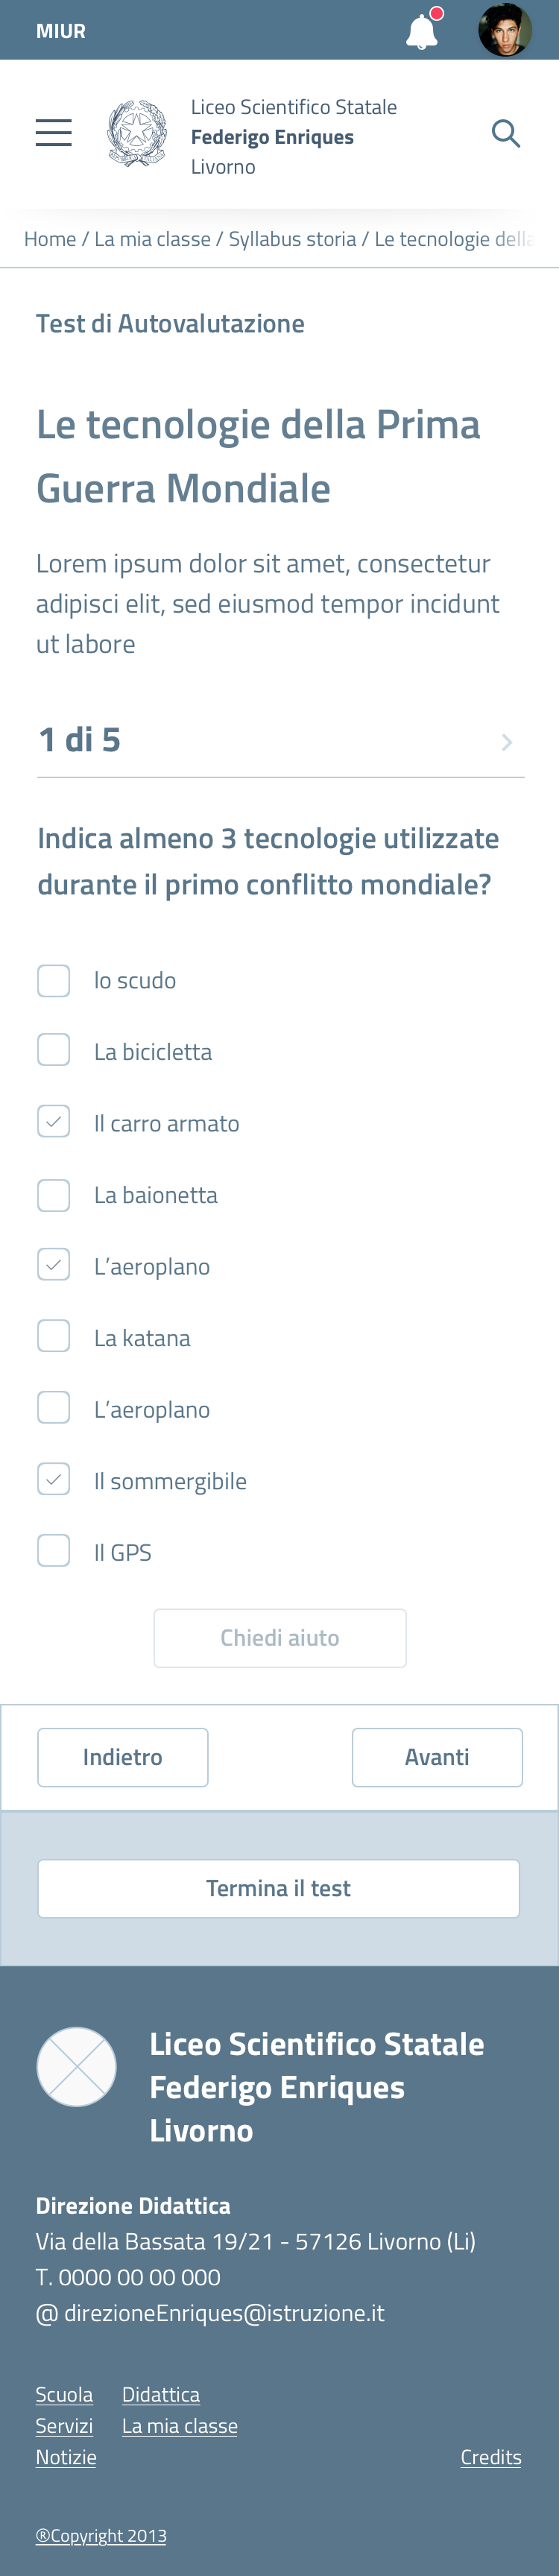 MIUR
Liceo Scientifico Statale
Federigo Enriques
Livorno
Home / La mia classe / Syllabus storia / Le tecnologie della
Test di Autovalutazione
Le tecnologie della Prima
Guerra Mondiale
Lorem ipsum dolor sit amet, consectetur
adipisci elit, sed eiusmod tempor incidunt
ut labore
1 di 5
Indica almeno 3 tecnologie utilizzate
durante il primo conflitto mondiale?
lo scudo
La bicicletta
Il carro armato
La baionetta
L’aeroplano
La katana
L’aeroplano
Il sommergibile
Il GPS
Chiedi aiuto
Indietro Avanti
Termina il test
Liceo Scientifico Statale
Federigo Enriques
Livorno
Direzione Didattica
Via della Bassata 19/21 - 57126 Livorno (Li)
T. 0000 00 00 000
@ direzioneEnriques@istruzione.it
Scuola Didattica
Servizi La mia classe
Notizie Credits
®Copyright 2013